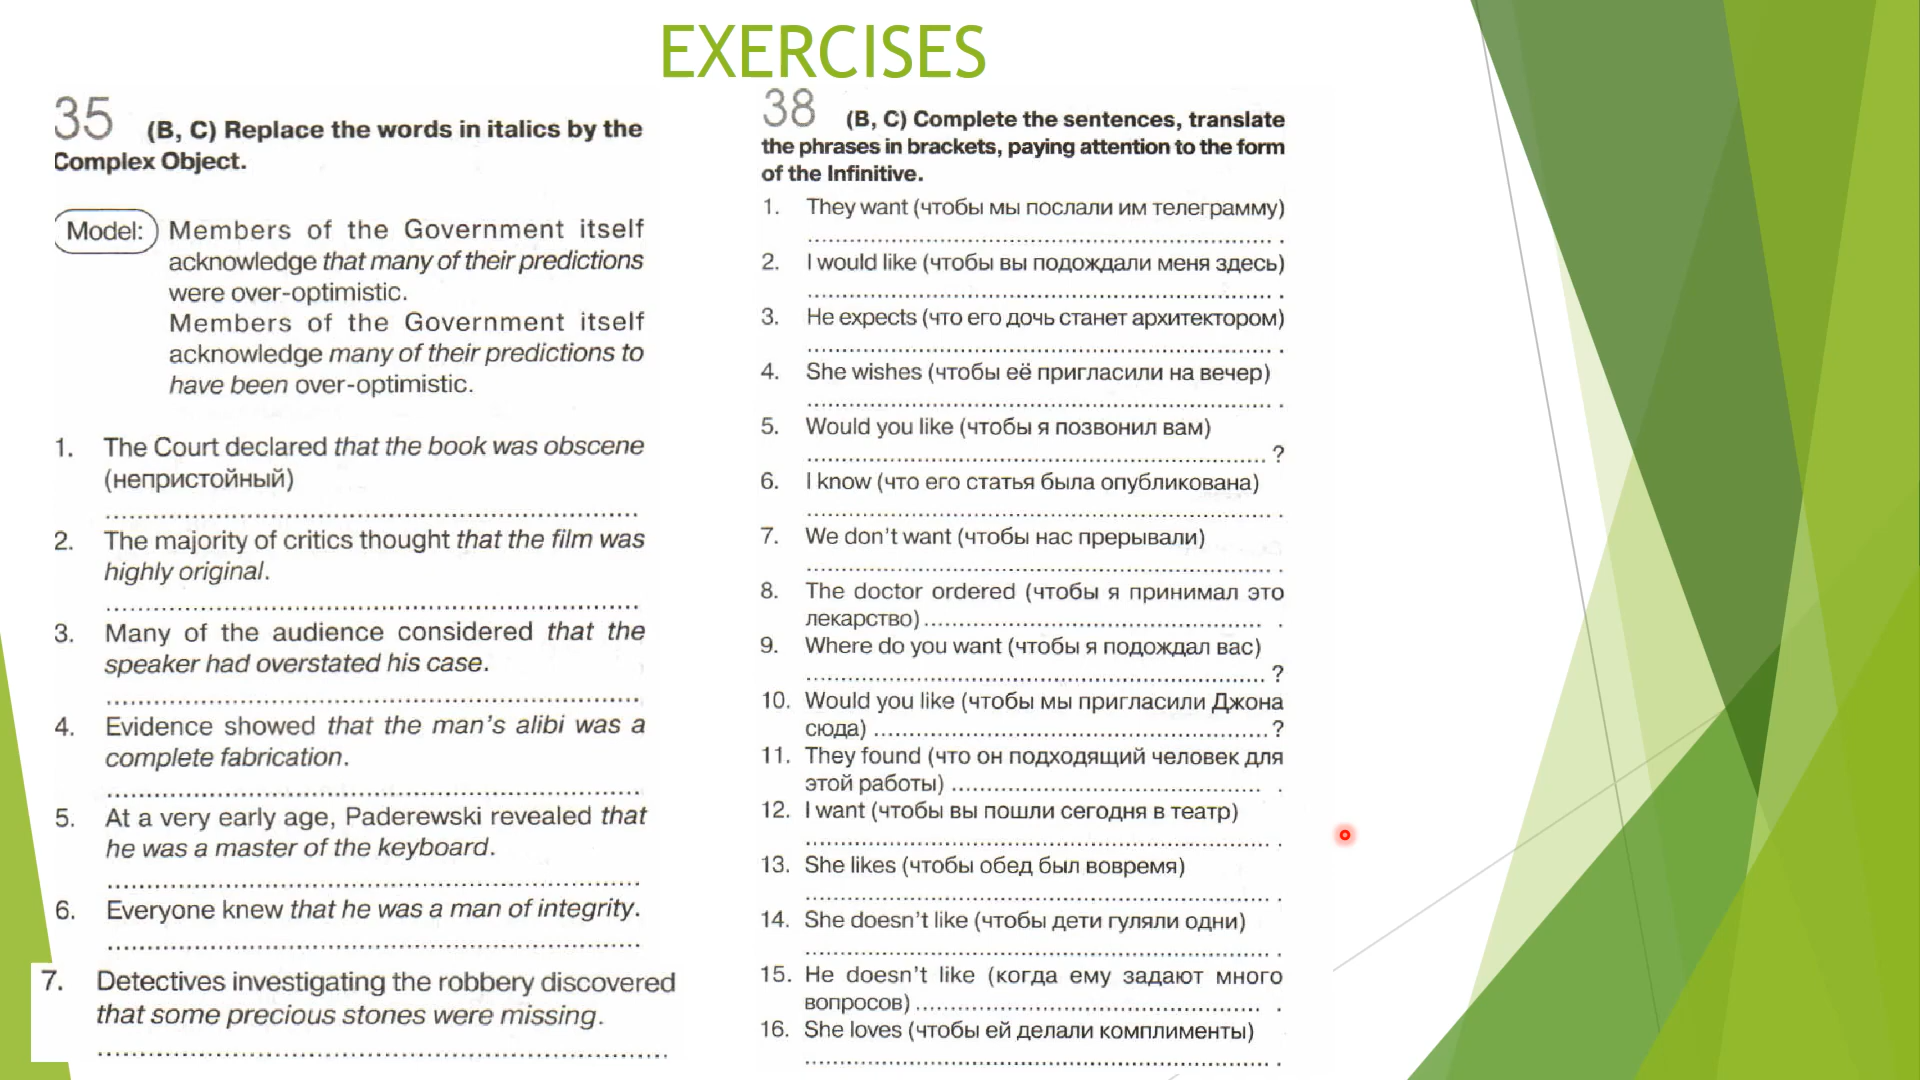 EXERCISES
35 (B, C) Replace the words in italics by the
Complex Object.
Model: Members of the Government itself
acknowledge that many of their predictions
were over-optimistic.
Members of the Government itself
acknowledge many of their predictions to
have been over-optimistic.
1. The Court declared that the book was obscene
(непристойный)
2. The majority of critics thought that the film was
highly original.
3. Many of the audience considered that the
speaker had overstated his case.
4. Evidence showed that the man's alibi was a
complete fabrication.
5. At a very early age, Paderewski revealed that
he was a master of the keyboard.
6. Everyone knew that he was a man of integrity.
7. Detectives investigating the robbery discovered
that some precious stones were missing.
38 (B, C) Complete the sentences, translate
the phrases in brackets, paying attention to the form
of the Infinitive.
1. They want (чтобы мы послали им телеграмму)
.
2. I would like (чтобы вы подождали меня здесь)
.
3. He expects (что его дочь станет архитектором)
.
4. She wishes (чтобы её пригласили на вечер)
.
5. Would you like (чтобы я позвонил вам)
?
6. I know (что его статья была опубликована)
.
7. We don't want (чтобы нас прерывали)
.
8. The doctor ordered (чтобы я принимал это
лекарство) .
9. Where do you want (чтобы я подождал вас)
?
10. Would you like (чтобы мы пригласили Джона
сюда) ?
11. They found (что он подходящий человек для
этой работы) .
12. I want (чтобы вы пошли сегодня в театр)
.
13. She likes (чтобы обед был вовремя)
.
14. She doesn't like (чтобы дети гуляли одни)
.
15. He doesn't like (когда ему задают много
вопросов) .
16. She loves (чтобы ей делали комплименты)
.